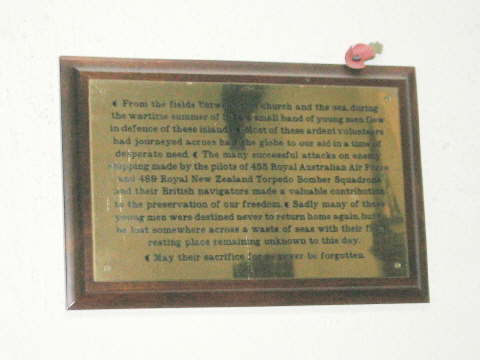 From the fields church and the sea, during
the wartime summer of small band of young men flew
in defence of these islands Most of these ardent volunteers
had journeyed across half the globe to our aid in a time of
desperate need. The many successful attacks on enemy
shipping made by the pilots of 455 Royal Australian Air Force
and 489 Royal New Zealand Torpedo Bomber Squadrons
and their British navigators made a valuable contribution
to the preservation of our freedom. Sadly many of these
young men were destined never to return home again, but
be lost somewhere across a waste of seas with their
resting place remaining unknown to this day.
May their sacrifice never be forgotten.